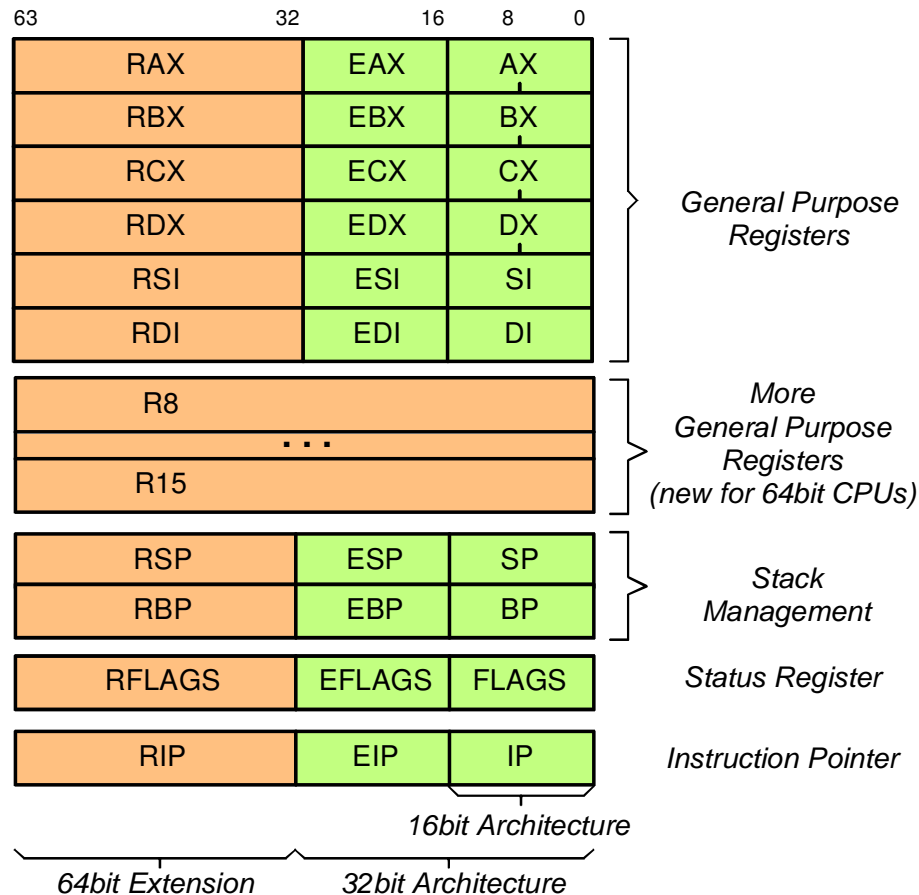 63 32 16 8 0
RAX EAX AX
RBX EBX BX
RCX ECX CX
RDX EDX DX
RSI ESI SI
RDI EDI DI
General Purpose
Registers
R8
. . .
R15
More
General Purpose
Registers
(new for 64bit CPUs)
RSP ESP SP
RBP EBP BP
Stack
Management
RFLAGS EFLAGS FLAGS
Status Register
RIP EIP IP
Instruction Pointer
16bit Architecture
64bit Extension 32bit Architecture